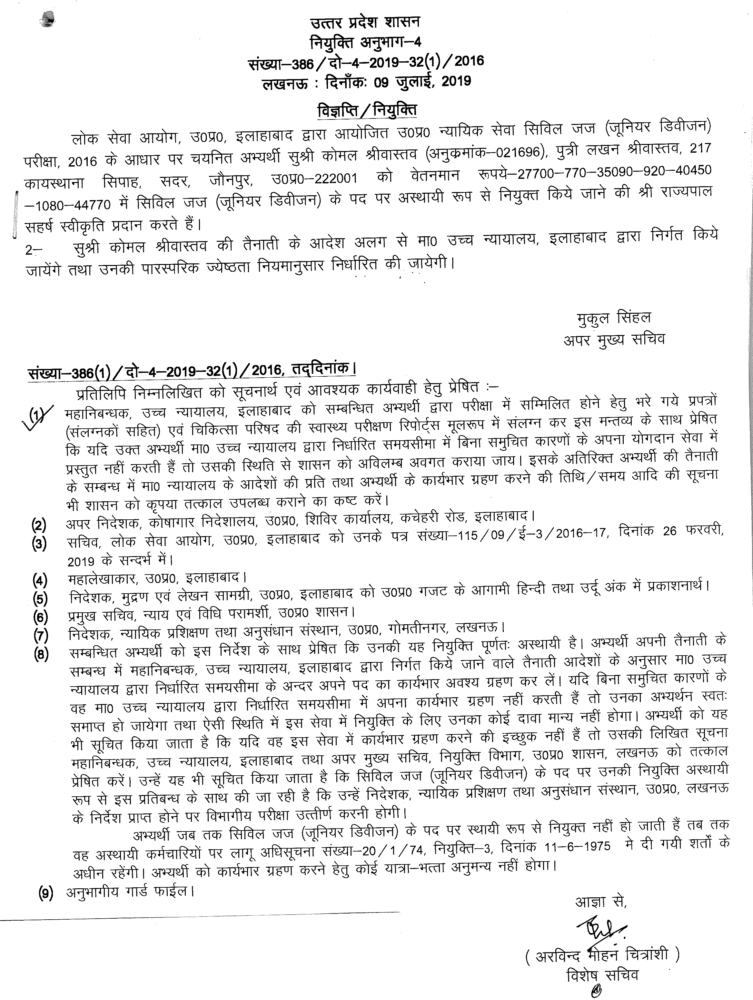 उत्तर प्रदेश शासन
नियुक्ति अनुभाग–4
संख्या–386/दो–4–2019–32(1)/2016
लखनऊ : दिनाँकः 09 जुलाई, 2019
विज्ञप्ति/नियुक्ति
लोक सेवा आयोग, उ0प्र0, इलाहाबाद द्वारा आयोजित उ0प्र0 न्यायिक सेवा सिविल जज (जूनियर डिवीजन)
परीक्षा, 2016 के आधार पर चयनित अभ्यर्थी सुश्री कोमल श्रीवास्तव (अनुक्रमांक–021696), पुत्री लखन श्रीवास्तव, 217
कायस्थाना सिपाह, सदर, जौनपुर, उ0प्र0–222001 को वेतनमान रूपये–27700–770–35090–920–40450
–1080–44770 में सिविल जज (जूनियर डिवीजन) के पद पर अस्थायी रूप से नियुक्त किये जाने की श्री राज्यपाल
सहर्ष स्वीकृति प्रदान करते हैं।
2– सुश्री कोमल श्रीवास्तव की तैनाती के आदेश अलग से मा0 उच्च न्यायालय, इलाहाबाद द्वारा निर्गत किये
जायेंगे तथा उनकी पारस्परिक ज्येष्ठता नियमानुसार निर्धारित की जायेगी।
मुकुल सिंहल
अपर मुख्य सचिव
संख्या–386(1)/दो–4–2019–32(1)/2016, तद्दिनांक।
प्रतिलिपि निम्नलिखित को सूचनार्थ एवं आवश्यक कार्यवाही हेतु प्रेषित :–
(1) महानिबन्धक, उच्च न्यायालय, इलाहाबाद को सम्बन्धित अभ्यर्थी द्वारा परीक्षा में सम्मिलित होने हेतु भरे गये प्रपत्रों
(संलग्नकों सहित) एवं चिकित्सा परिषद की स्वास्थ्य परीक्षण रिपोर्ट्स मूलरूप में संलग्न कर इस मन्तव्य के साथ प्रेषित
कि यदि उक्त अभ्यर्थी मा0 उच्च न्यायालय द्वारा निर्धारित समयसीमा में बिना समुचित कारणों के अपना योगदान सेवा में
प्रस्तुत नहीं करती हैं तो उसकी स्थिति से शासन को अविलम्ब अवगत कराया जाय। इसके अतिरिक्त अभ्यर्थी की तैनाती
के सम्बन्ध में मा0 न्यायालय के आदेशों की प्रति तथा अभ्यर्थी के कार्यभार ग्रहण करने की तिथि/समय आदि की सूचना
भी शासन को कृपया तत्काल उपलब्ध कराने का कष्ट करें।
(2) अपर निदेशक, कोषागार निदेशालय, उ0प्र0, शिविर कार्यालय, कचेहरी रोड, इलाहाबाद।
(3) सचिव, लोक सेवा आयोग, उ0प्र0, इलाहाबाद को उनके पत्र संख्या–115/09/ई–3/2016–17, दिनांक 26 फरवरी,
2019 के सन्दर्भ में।
(4) महालेखाकार, उ0प्र0, इलाहाबाद।
(5) निदेशक, मुद्रण एवं लेखन सामग्री, उ0प्र0, इलाहाबाद को उ0प्र0 गजट के आगामी हिन्दी तथा उर्दू अंक में प्रकाशनार्थ।
(6) प्रमुख सचिव, न्याय एवं विधि परामर्शी, उ0प्र0 शासन।
(7) निदेशक, न्यायिक प्रशिक्षण तथा अनुसंधान संस्थान, उ0प्र0, गोमतीनगर, लखनऊ।
(8) सम्बन्धित अभ्यर्थी को इस निर्देश के साथ प्रेषित कि उनकी यह नियुक्ति पूर्णतः अस्थायी है। अभ्यर्थी अपनी तैनाती के
सम्बन्ध में महानिबन्धक, उच्च न्यायालय, इलाहाबाद द्वारा निर्गत किये जाने वाले तैनाती आदेशों के अनुसार मा0 उच्च
न्यायालय द्वारा निर्धारित समयसीमा के अन्दर अपने पद का कार्यभार अवश्य ग्रहण कर लें। यदि बिना समुचित कारणों के
वह मा0 उच्च न्यायालय द्वारा निर्धारित समयसीमा में अपना कार्यभार ग्रहण नहीं करती हैं तो उनका अभ्यर्थन स्वतः
समाप्त हो जायेगा तथा ऐसी स्थिति में इस सेवा में नियुक्ति के लिए उनका कोई दावा मान्य नहीं होगा। अभ्यर्थी को यह
भी सूचित किया जाता है कि यदि वह इस सेवा में कार्यभार ग्रहण करने की इच्छुक नहीं हैं तो उसकी लिखित सूचना
महानिबन्धक, उच्च न्यायालय, इलाहाबाद तथा अपर मुख्य सचिव, नियुक्ति विभाग, उ0प्र0 शासन, लखनऊ को तत्काल
प्रेषित करें। उन्हें यह भी सूचित किया जाता है कि सिविल जज (जूनियर डिवीजन) के पद पर उनकी नियुक्ति अस्थायी
रूप से इस प्रतिबन्ध के साथ की जा रही है कि उन्हें निदेशक, न्यायिक प्रशिक्षण तथा अनुसंधान संस्थान, उ0प्र0, लखनऊ
के निर्देश प्राप्त होने पर विभागीय परीक्षा उत्तीर्ण करनी होगी।
अभ्यर्थी जब तक सिविल जज (जूनियर डिवीजन) के पद पर स्थायी रूप से नियुक्त नहीं हो जाती हैं तब तक
वह अस्थायी कर्मचारियों पर लागू अधिसूचना संख्या–20/1/74, नियुक्ति–3, दिनांक 11–6–1975 मे दी गयी शर्तों के
अधीन रहेंगी। अभ्यर्थी को कार्यभार ग्रहण करने हेतु कोई यात्रा–भत्ता अनुमन्य नहीं होगा।
(9) अनुभागीय गार्ड फाईल।
आज्ञा से,
( अरविन्द मोहन चित्रांशी )
विशेष सचिव